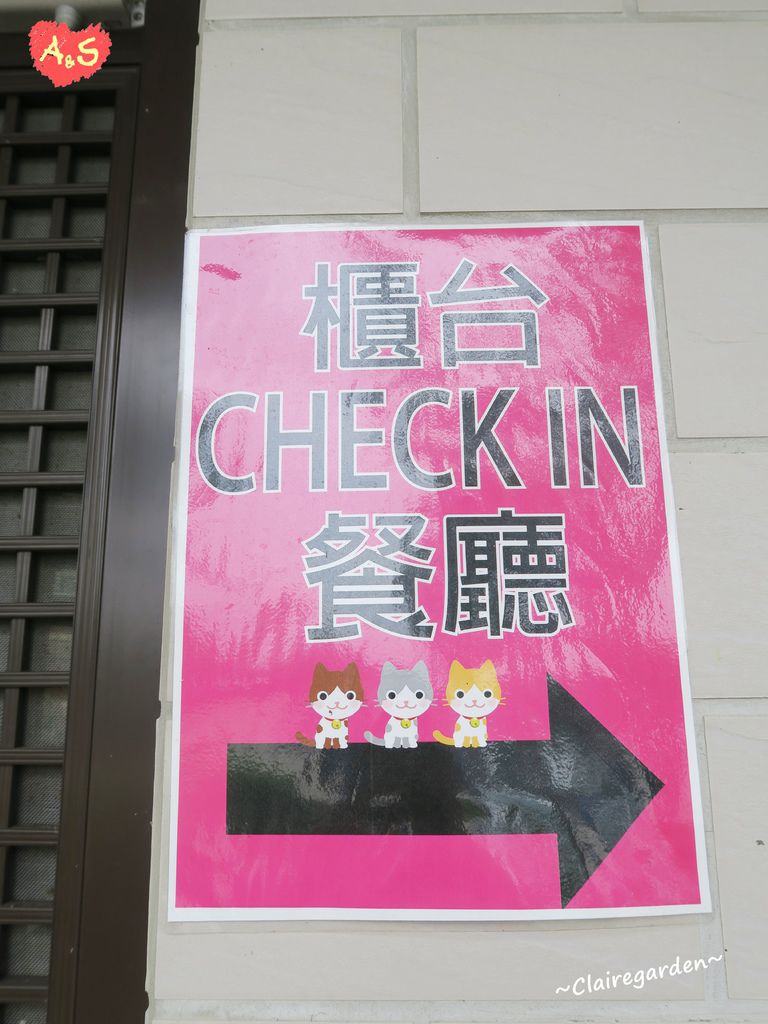 A&S
櫃台
CHECK IN
餐廳
~Clairegarden~